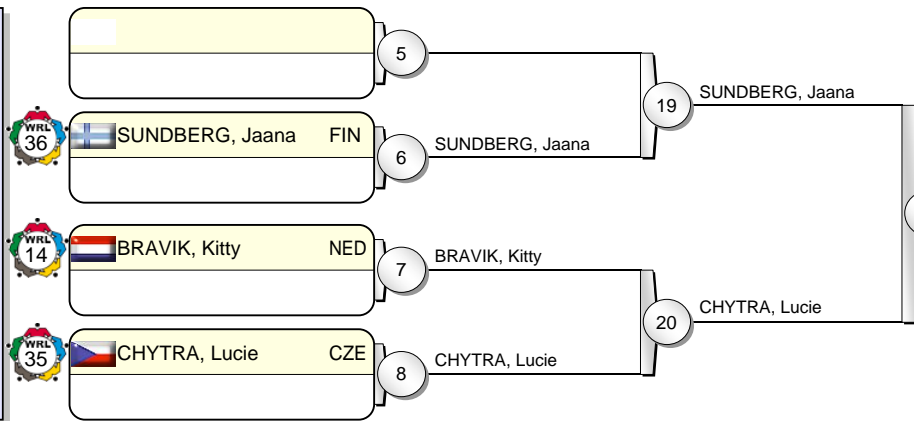 5
SUNDBERG, Jaana
19
WRL
36
SUNDBERG, Jaana FIN
6
SUNDBERG, Jaana
WRL
14
BRAVIK, Kitty NED
7
BRAVIK, Kitty
CHYTRA, Lucie
20
WRL
35
CHYTRA, Lucie CZE
8
CHYTRA, Lucie